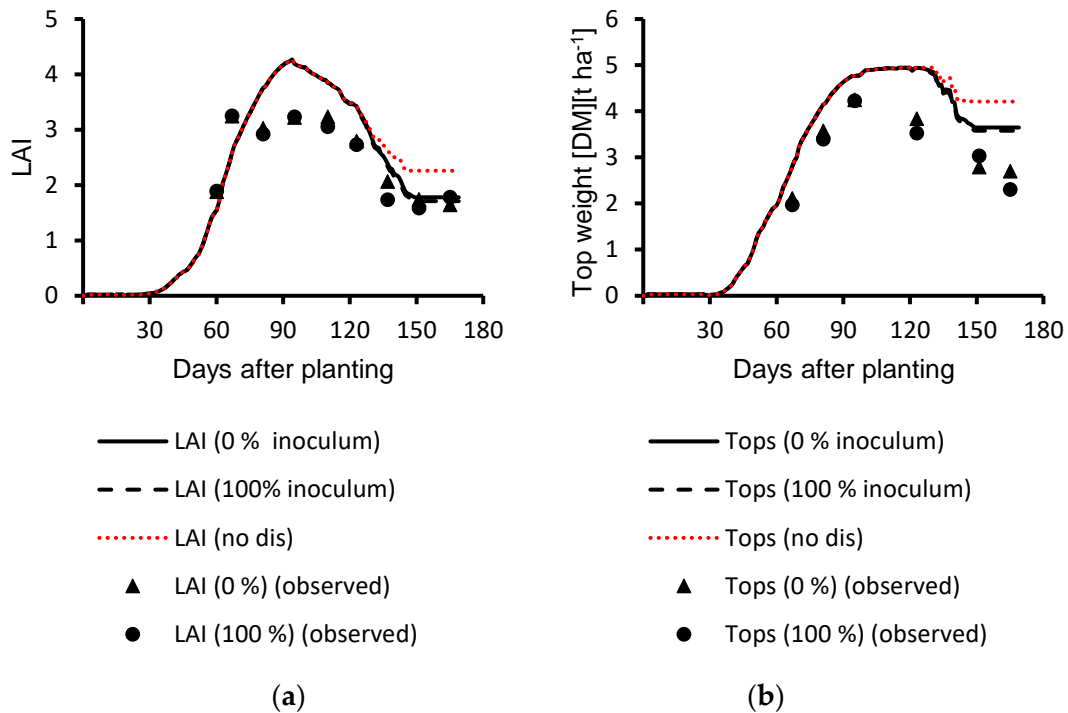 5
4
3
2
1
0
LAI
30 60 90 120 150 180
Days after planting
LAI (0 %  inoculum)
LAI (100% inoculum)
LAI (no dis)
LAI (0 %) (observed)
LAI (100 %) (observed)
(a)
6
5
4
3
2
1
0
Top weight [DM][t ha⁻¹]
30 60 90 120 150 180
Days after planting
Tops (0 % inoculum)
Tops (100 % inoculum)
Tops (no dis)
Tops (0 %) (observed)
Tops (100 %) (observed)
(b)